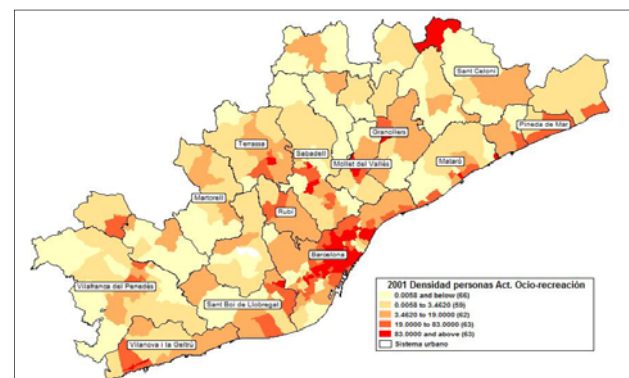 Sant Celoni
Pineda de Mar
Granollers
Terrassa
Sabadell
Mollet del Vallès
Mataró
Martorell
Rubí
Barcelona
Vilafranca del Penedès
Sant Boi de Llobregat
Vilanova i la Geltrú
2001 Densidad personas Act. Ocio-recreación
0.0058 and below (66)
0.0058 to 3.4620 (59)
3.4620 to 19.0000 (62)
19.0000 to 83.0000 (63)
83.0000 and above (63)
Sistema urbano